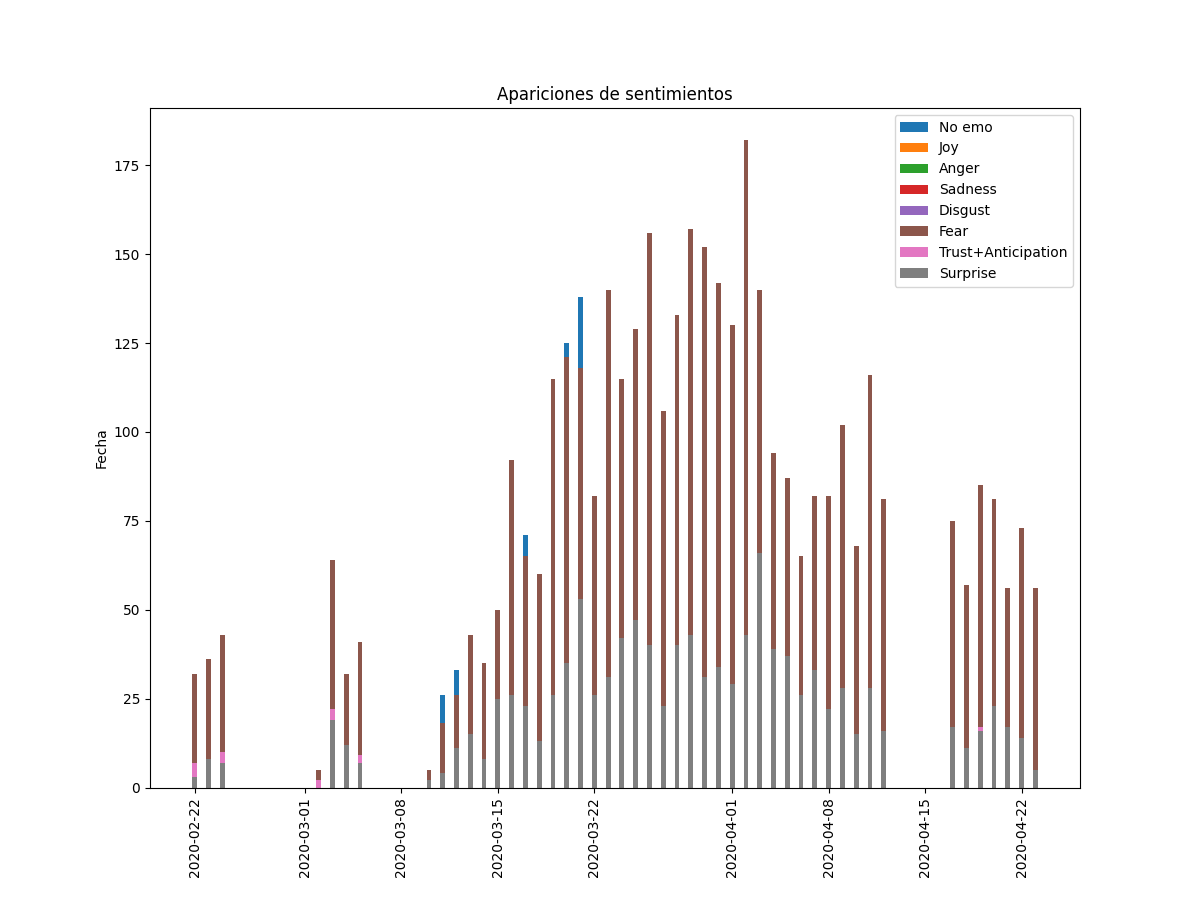 Apariciones de sentimientos
No emo
Joy
Anger
Sadness
Disgust
Fear
Trust+Anticipation
Surprise
Fecha
175
150
125
100
75
50
25
0
2020-02-22
2020-03-01
2020-03-08
2020-03-15
2020-03-22
2020-04-01
2020-04-08
2020-04-15
2020-04-22